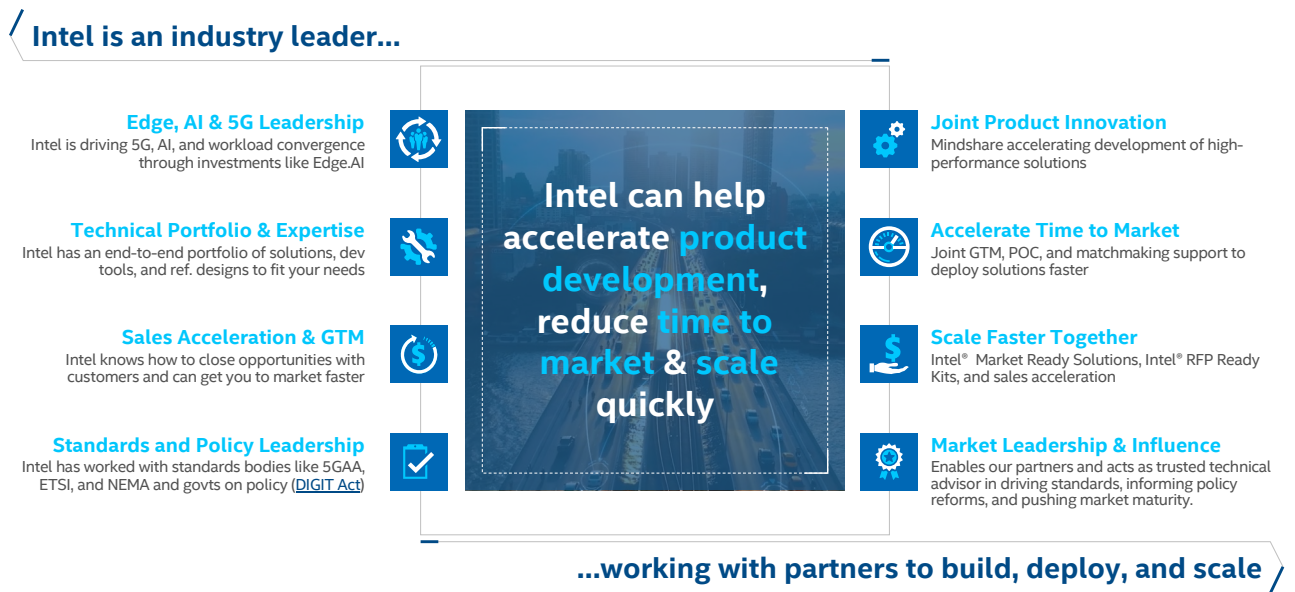 Intel is an industry leader...
Edge, AI & 5G Leadership
Intel is driving 5G, AI, and workload convergence
through investments like Edge.AI
Technical Portfolio & Expertise
Intel has an end-to-end portfolio of solutions, dev
tools, and ref. designs to fit your needs
Sales Acceleration & GTM
Intel knows how to close opportunities with
customers and can get you to market faster
Standards and Policy Leadership
Intel has worked with standards bodies like 5GAA,
ETSI, and NEMA and govts on policy (DIGIT Act)
Intel can help
accelerate product
development,
reduce time to
market & scale
quickly
Joint Product Innovation
Mindshare accelerating development of high-
performance solutions
Accelerate Time to Market
Joint GTM, POC, and matchmaking support to
deploy solutions faster
Scale Faster Together
Intel® Market Ready Solutions, Intel® RFP Ready
Kits, and sales acceleration
Market Leadership & Influence
Enables our partners and acts as trusted technical
advisor in driving standards, informing policy
reforms, and pushing market maturity.
...working with partners to build, deploy, and scale